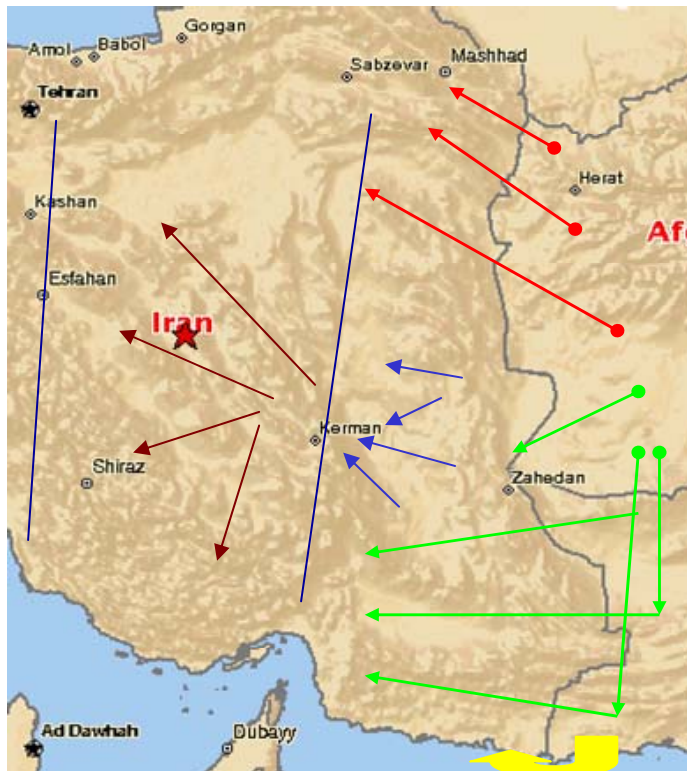 Gorgan
Amol
Babol
Mashhad
Sabzevar
Tehran
Herat
Kashan
Af
Esfahan
Iran
Kerman
Shiraz
Zahedan
Ad Dawhah
Dubayy